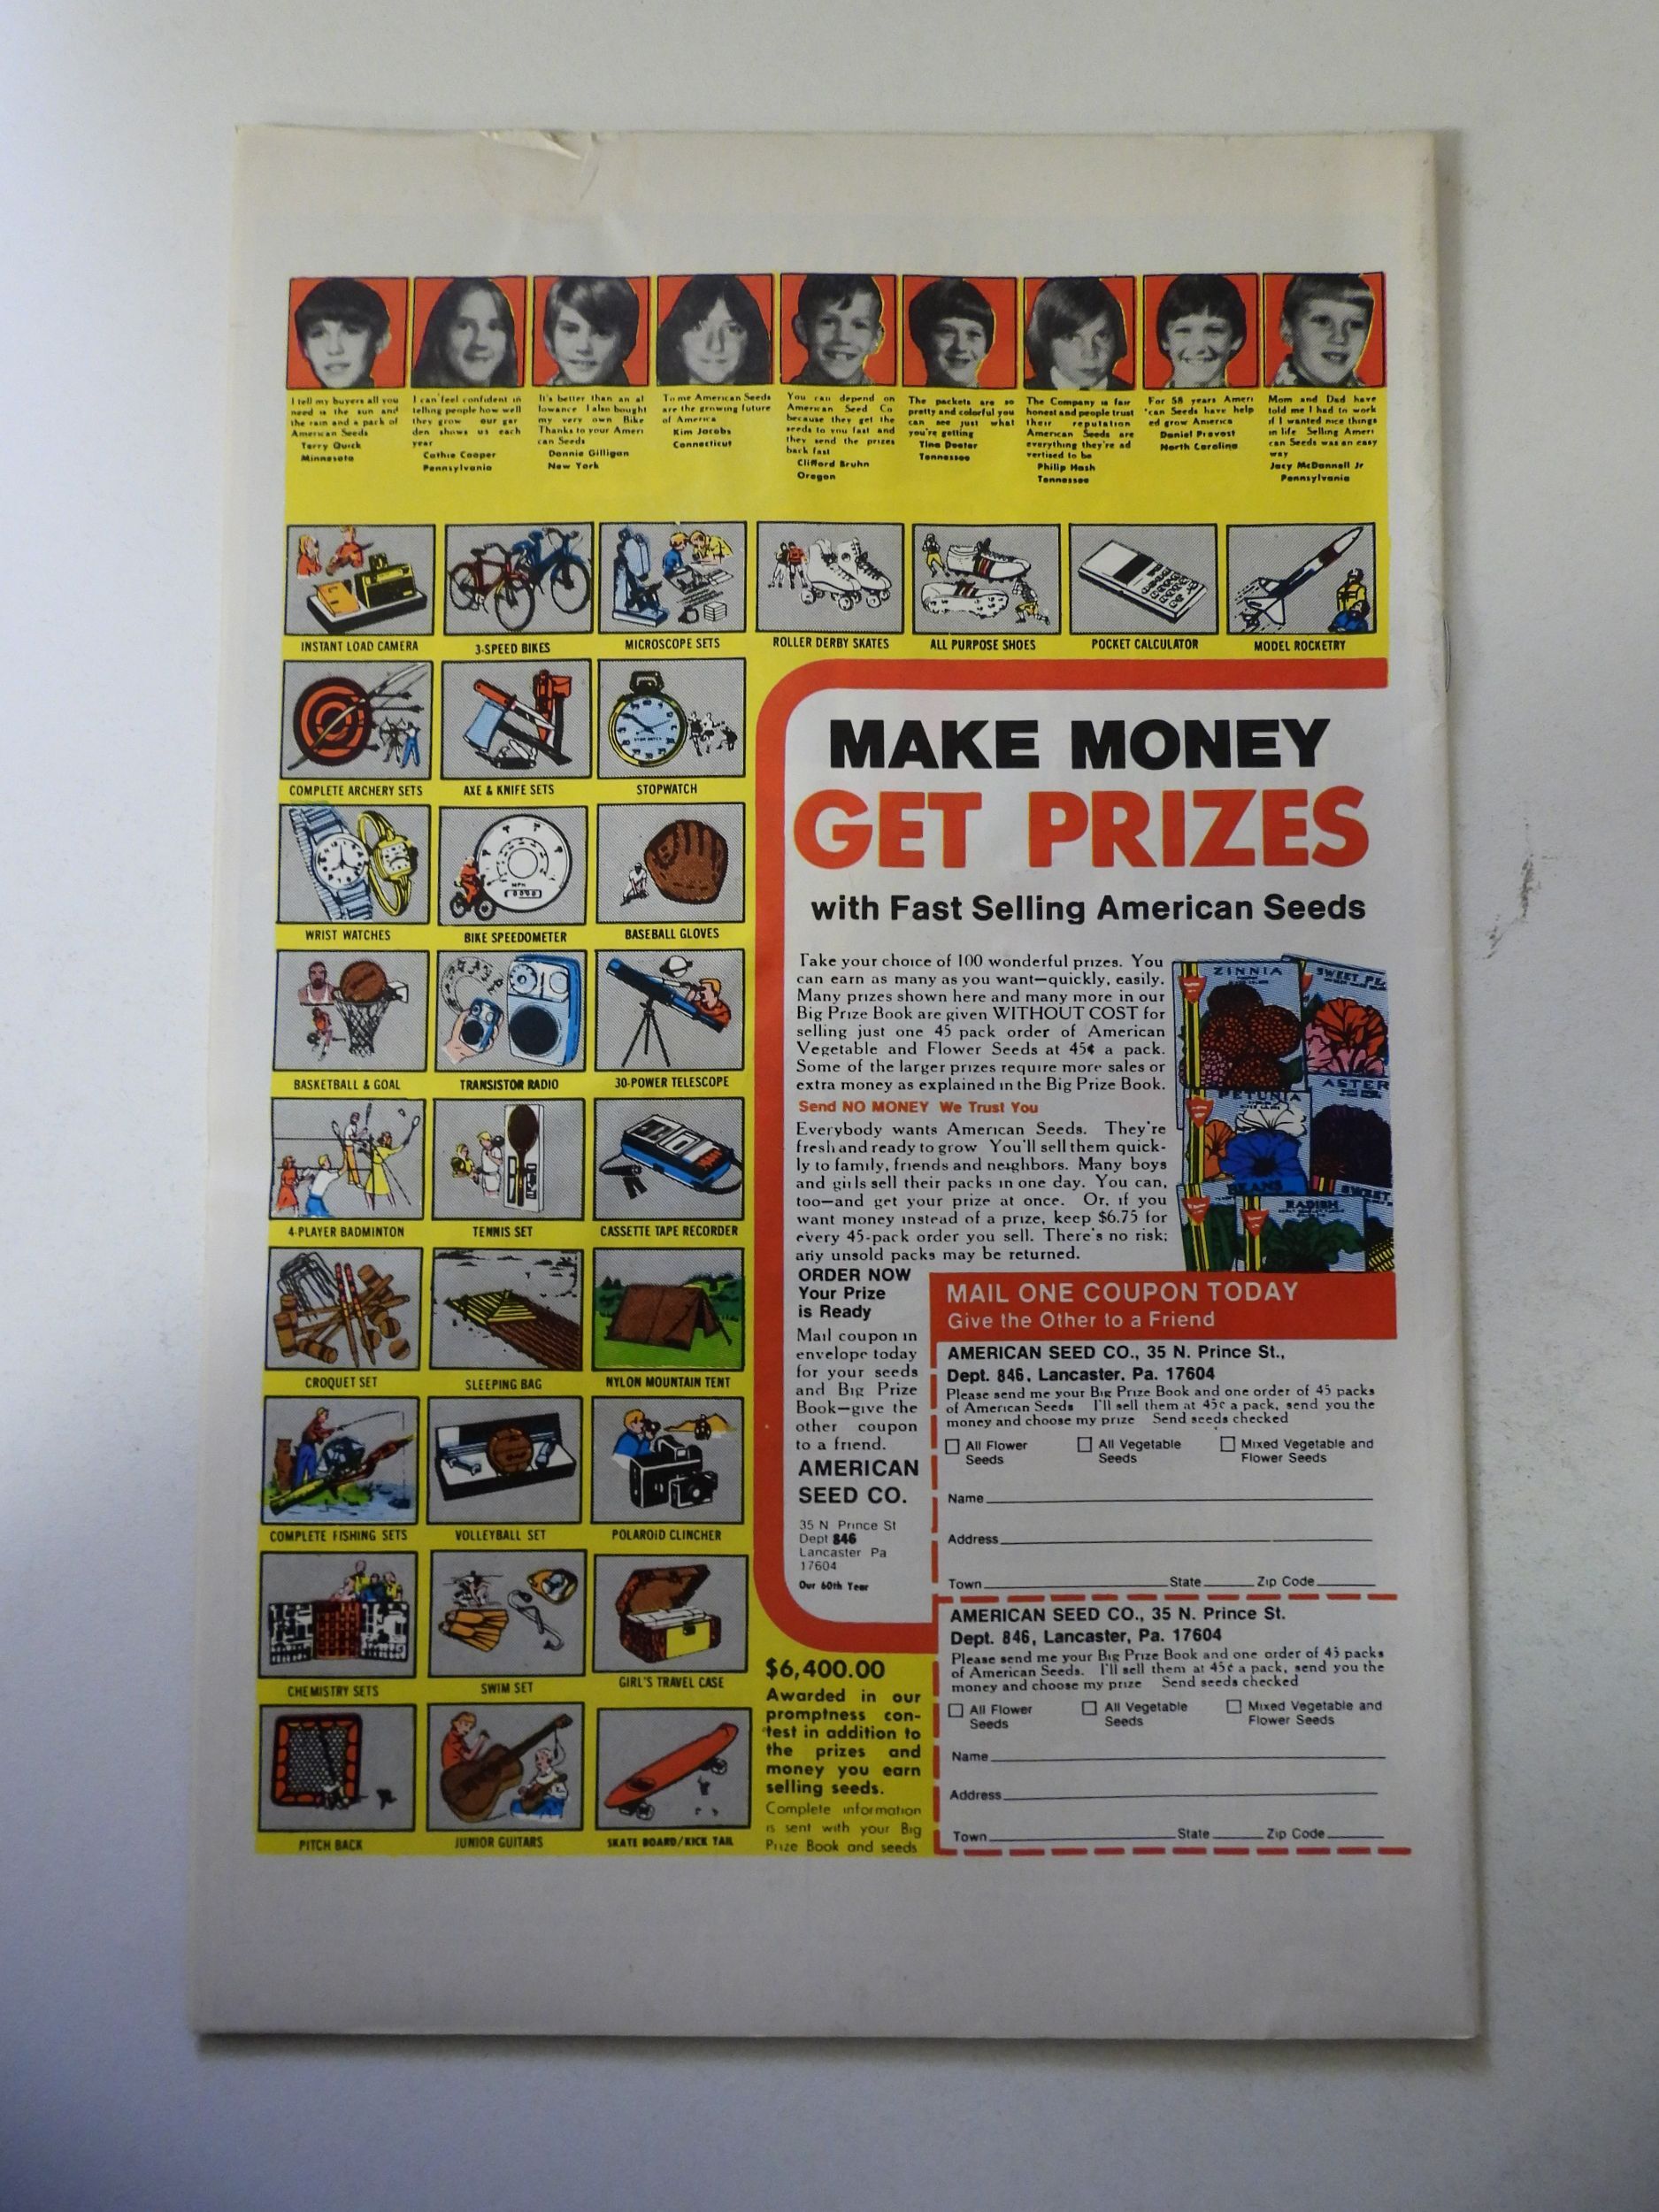 I tell my buyers all you
need is the sun and
the rain and a pack of
American Seeds
Terry Quick
Minnesota
I can feel confident in
telling people how well
they grow our gar
den shows us each
year
Cathie Cooper
Pennsylvania
It's better than an al
lowance I also bought
my very own Bike
Thanks to your Ameri
can Seeds
Donnie Gilligan
New York
To me American Seeds
are the growing future
of America
Kim Jacobs
Connecticut
You can depend on
American Seed Co
because they get the
seeds to you fast and
they send the prizes
back fast
Clifford Bruhn
Oregon
The packets are so
pretty and colorful you
can see just what
you're getting
Tina Deeter
Tennessee
The Company is fair
honest and people trust
their reputation
American Seeds are
everything they're ad
vertised to be
Philip Hash
Tennessee
For 58 years Ameri
can Seeds have help
ed grow America
Daniel Provost
North Carolina
Mom and Dad have
told me I had to work
if I wanted nice things
in life Selling Ameri
can Seeds was an easy
way
Jacy McDannell Jr
Pennsylvania
INSTANT LOAD CAMERA
3-SPEED BIKES
MICROSCOPE SETS
ROLLER DERBY SKATES
ALL PURPOSE SHOES
POCKET CALCULATOR
MODEL ROCKETRY
COMPLETE ARCHERY SETS
AXE & KNIFE SETS
STOPWATCH
WRIST WATCHES
MPH
BIKE SPEEDOMETER
BASEBALL GLOVES
BASKETBALL & GOAL
TRANSISTOR RADIO
30-POWER TELESCOPE
4-PLAYER BADMINTON
TENNIS SET
CASSETTE TAPE RECORDER
CROQUET SET
SLEEPING BAG
NYLON MOUNTAIN TENT
COMPLETE FISHING SETS
VOLLEYBALL SET
POLAROID CLINCHER
CHEMISTRY SETS
SWIM SET
GIRL'S TRAVEL CASE
PITCH BACK
JUNIOR GUITARS
SKATE BOARD/KICK TAIL
MAKE MONEY
GET PRIZES
with Fast Selling American Seeds
Take your choice of 100 wonderful prizes. You
can earn as many as you want—quickly, easily.
Many prizes shown here and many more in our
Big Prize Book are given WITHOUT COST for
selling just one 45 pack order of American
Vegetable and Flower Seeds at 45¢ a pack.
Some of the larger prizes require more sales or
extra money as explained in the Big Prize Book.
Send NO MONEY We Trust You
Everybody wants American Seeds. They're
fresh and ready to grow You'll sell them quick-
ly to family, friends and neighbors. Many boys
and girls sell their packs in one day. You can,
too—and get your prize at once. Or, if you
want money instead of a prize, keep $6.75 for
every 45-pack order you sell. There's no risk;
any unsold packs may be returned.
ZINNIA
SWEET PE
ASTER
PETUNIA
BEANS
RADISH
SWEET
ORDER NOW
Your Prize
is Ready
Mail coupon in
envelope today
for your seeds
and Big Prize
Book—give the
other coupon
to a friend.
AMERICAN
SEED CO.
35 N Prince St
Dept 846
Lancaster Pa
17604
Our 60th Year
MAIL ONE COUPON TODAY
Give the Other to a Friend
AMERICAN SEED CO., 35 N. Prince St.,
Dept. 846, Lancaster, Pa. 17604
Please send me your Big Prize Book and one order of 45 packs
of American Seeds I'll sell them at 45¢ a pack, send you the
money and choose my prize Send seeds checked
All Flower Seeds All Vegetable Seeds Mixed Vegetable and Flower Seeds
Name
Address
Town State Zip Code
AMERICAN SEED CO., 35 N. Prince St.
Dept. 846, Lancaster, Pa. 17604
Please send me your Big Prize Book and one order of 45 packs
of American Seeds. I'll sell them at 45¢ a pack, send you the
money and choose my prize Send seeds checked
All Flower Seeds All Vegetable Seeds Mixed Vegetable and Flower Seeds
Name
Address
Town State Zip Code
$6,400.00
Awarded in our
promptness con-
test in addition to
the prizes and
money you earn
selling seeds.
Complete information
is sent with your Big
Prize Book and seeds